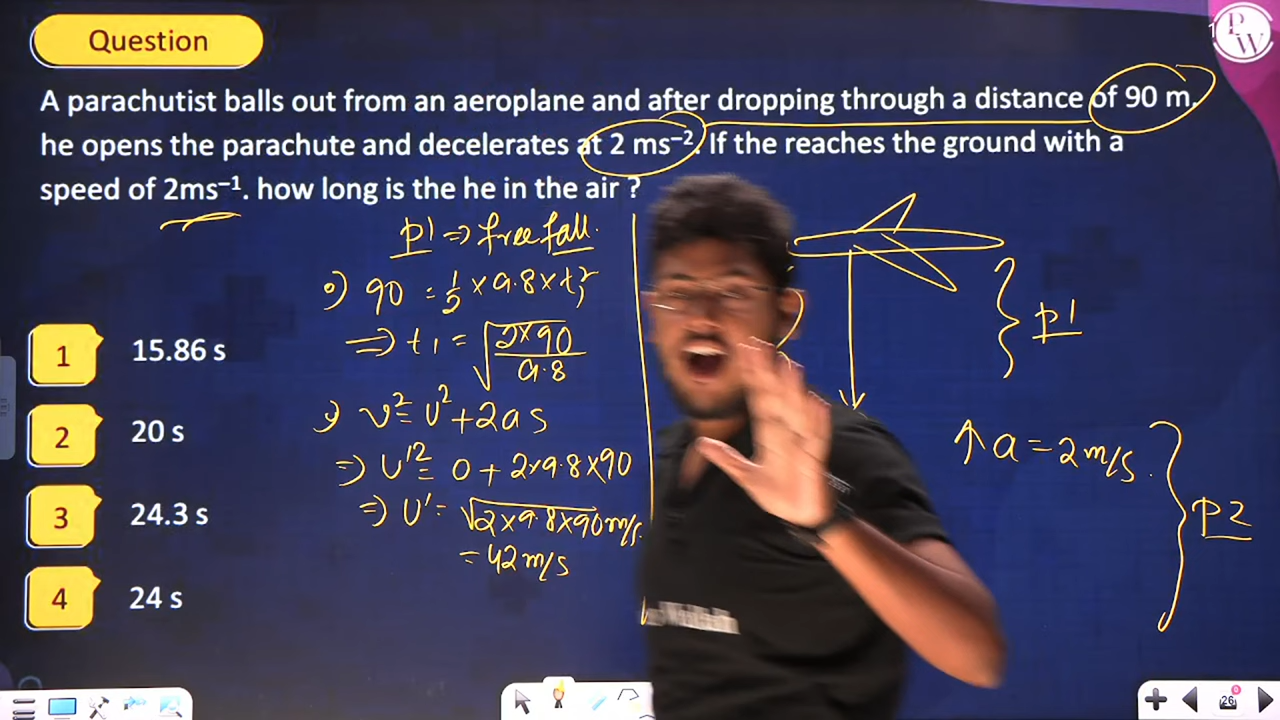 Question
PW
A parachutist balls out from an aeroplane and after dropping through a distance of 90 m,
he opens the parachute and decelerates at 2 ms⁻². If the reaches the ground with a
speed of 2ms⁻¹. how long is the he in the air ?
P1 ⇒ free fall.
90 = 1/2 × 9.8 × t₁²
⇒ t₁ = √(2×90/9.8)
v² = u² + 2as
⇒ v'² = 0 + 2×9.8×90
⇒ v' = √(2×9.8×90) m/s.
= 42 m/s
1 15.86 s
2 20 s
3 24.3 s
4 24 s
P1
↑ a = 2 m/s.
P2
26